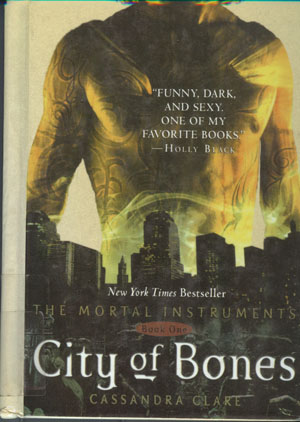 "FUNNY, DARK,
AND SEXY.
ONE OF MY
FAVORITE BOOKS."
—HOLLY BLACK
New York Times Bestseller
THE MORTAL INSTRUMENTS
Book One
City of Bones
CASSANDRA CLARE